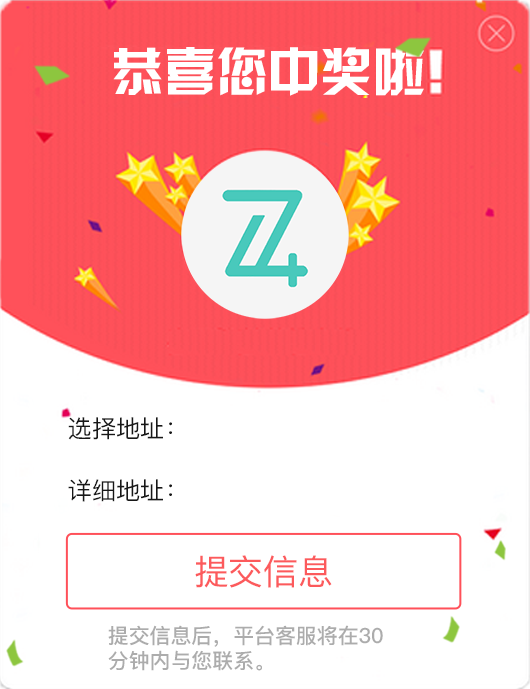 恭喜您中奖啦!
选择地址：
详细地址：
提交信息
提交信息后，平台客服将在30
分钟内与您联系。